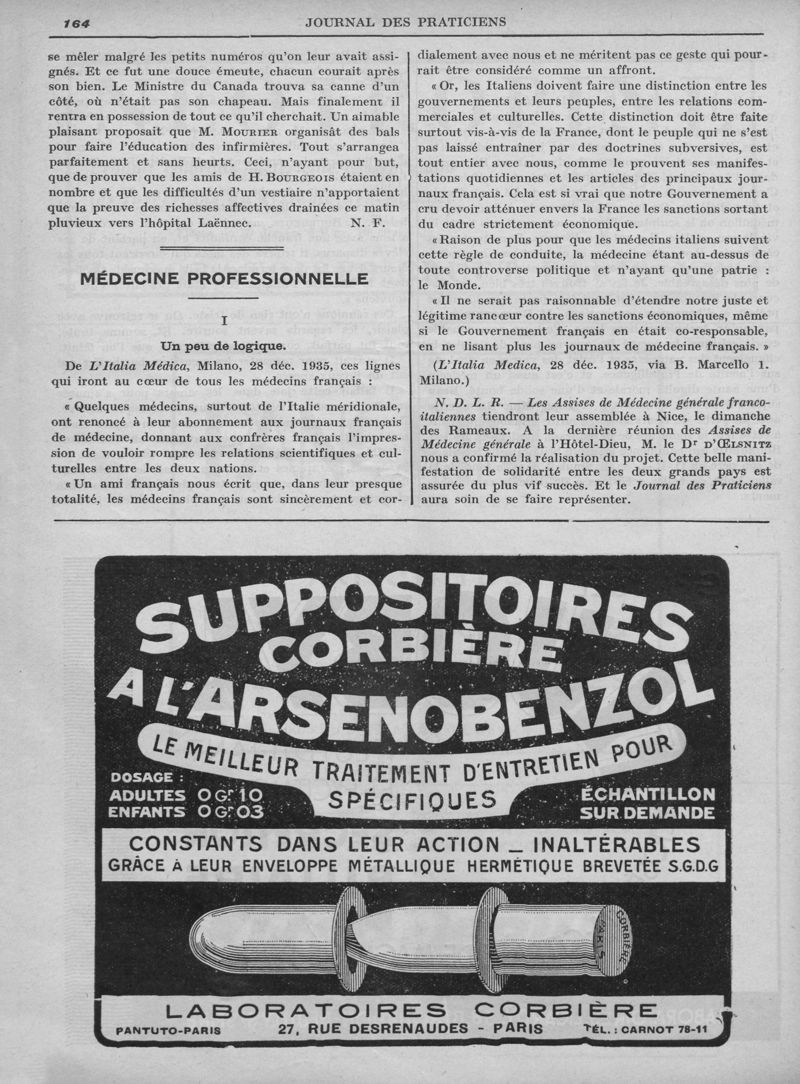 164
JOURNAL DES PRATICIENS
se mêler malgré les petits numéros qu'on leur avait assi-
gnés. Et ce fut une douce émeute, chacun courait après
son bien. Le Ministre du Canada trouva sa canne d'un
côté, où n'était pas son chapeau. Mais finalement il
rentra en possession de tout ce qu'il cherchait. Un aimable
plaisant proposait que M. MOURIER organisât des bals
pour faire l'éducation des infirmières. Tout s'arrangea
parfaitement et sans heurts. Ceci, n'ayant pour but,
que de prouver que les amis de H. BOURGEOIS étaient en
nombre et que les difficultés d'un vestiaire n'apportaient
que la preuve des richesses affectives drainées ce matin
pluvieux vers l'hôpital Laënnec. N. F.
MÉDECINE PROFESSIONNELLE
I
Un peu de logique.
De L'Italia Médica, Milano, 28 déc. 1935, ces lignes
qui iront au cœur de tous les médecins français :
« Quelques médecins, surtout de l'Italie méridionale,
ont renoncé à leur abonnement aux journaux français
de médecine, donnant aux confrères français l'impres-
sion de vouloir rompre les relations scientifiques et cul-
turelles entre les deux nations.
« Un ami français nous écrit que, dans leur presque
totalité, les médecins français sont sincèrement et cor-
dialement avec nous et ne méritent pas ce geste qui pour-
rait être considéré comme un affront.
« Or, les Italiens doivent faire une distinction entre les
gouvernements et leurs peuples, entre les relations com-
merciales et culturelles. Cette distinction doit être faite
surtout vis-à-vis de la France, dont le peuple qui ne s'est
pas laissé entraîner par des doctrines subversives, est
tout entier avec nous, comme le prouvent ses manifes-
tations quotidiennes et les articles des principaux jour-
naux français. Cela est si vrai que notre Gouvernement a
cru devoir atténuer envers la France les sanctions sortant
du cadre strictement économique.
« Raison de plus pour que les médecins italiens suivent
cette règle de conduite, la médecine étant au-dessus de
toute controverse politique et n'ayant qu'une patrie :
le Monde.
« Il ne serait pas raisonnable d'étendre notre juste et
légitime rancœur contre les sanctions économiques, même
si le Gouvernement français en était co-responsable,
en ne lisant plus les journaux de médecine français. »
(L'Italia Medica, 28 déc. 1935, via B. Marcello 1.
Milano.)
N. D. L. R. — Les Assises de Médecine générale franco-
italiennes tiendront leur assemblée à Nice, le dimanche
des Rameaux. A la dernière réunion des Assises de
Médecine générale à l'Hôtel-Dieu, M. le Dr D'ŒLSNITZ
nous a confirmé la réalisation du projet. Cette belle mani-
festation de solidarité entre les deux grands pays est
assurée du plus vif succès. Et le Journal des Praticiens
aura soin de se faire représenter.
SUPPOSITOIRES
CORBIÈRE
A L'ARSENOBENZOL
LE MEILLEUR TRAITEMENT D'ENTRETIEN POUR
SPÉCIFIQUES
DOSAGE :
ADULTES 0 Gr 10
ENFANTS 0 Gr 03
ÉCHANTILLON
SUR DEMANDE
CONSTANTS DANS LEUR ACTION _ INALTÉRABLES
GRÂCE À LEUR ENVELOPPE MÉTALLIQUE HERMÉTIQUE BREVETÉE S.G.D.G
CORBIÈRE
PARIS
LABORATOIRES CORBIÈRE
PANTUTO-PARIS 27, RUE DESRENAUDES - PARIS TÉL. : CARNOT 78-11